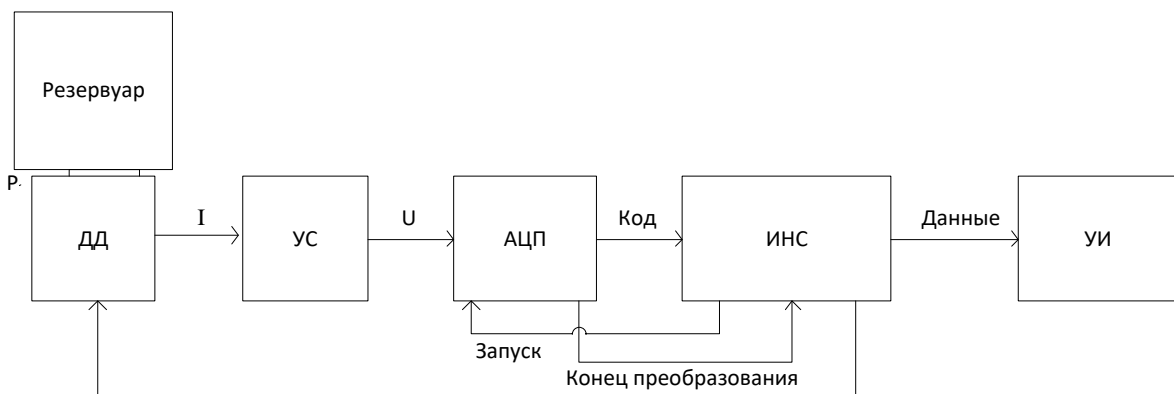 Резервуар
P
I
U
Код
Данные
ДД
УС
АЦП
ИНС
УИ
Запуск
Конец преобразования